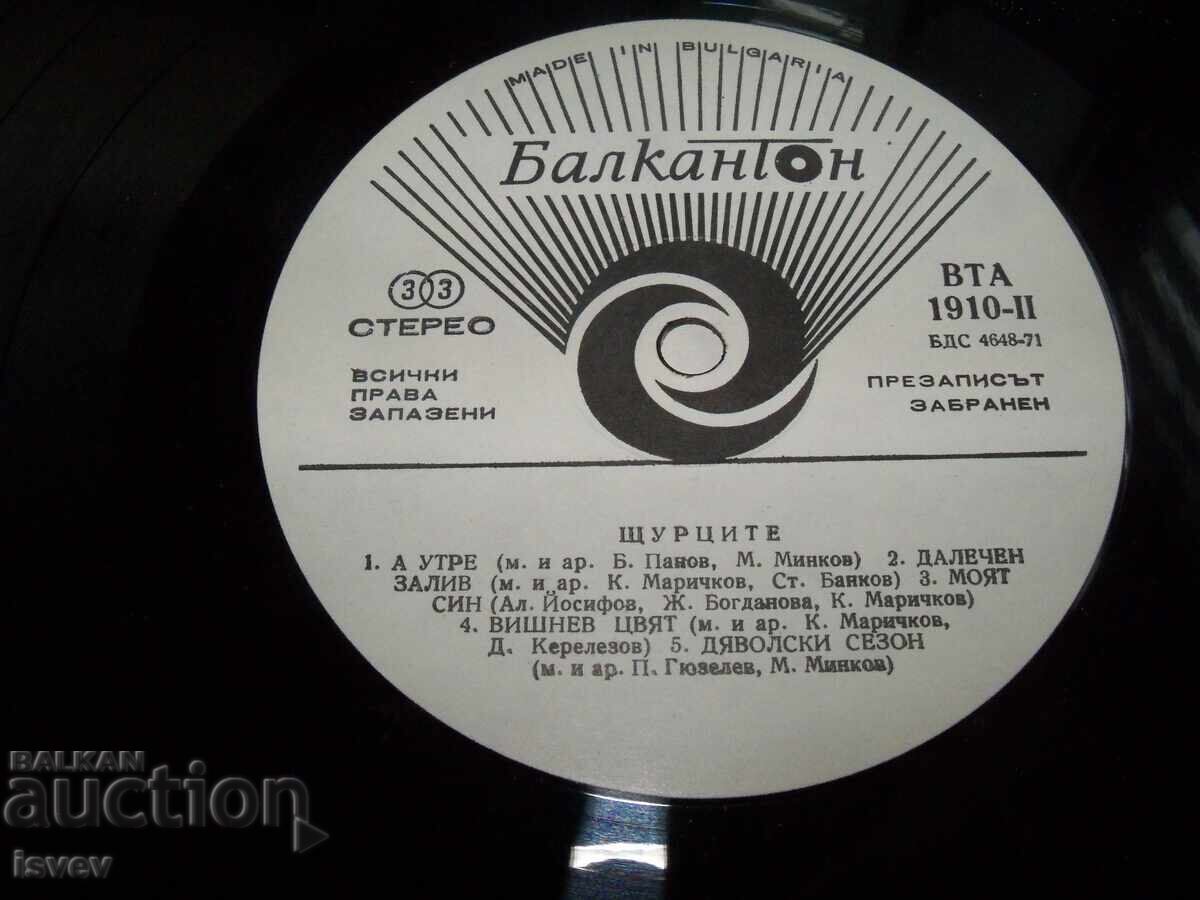 MADE IN BULGARIA
Балкантон
33
СТЕРЕО
ВСИЧКИ
ПРАВА
ЗАПАЗЕНИ
ВТА
1910-II
БДС 4648-71
ПРЕЗАПИСЪТ
ЗАБРАНЕН
ЩУРЦИТЕ
1. А УТРЕ (м. и ар. Б. Панов, М. Минков) 2. ДАЛЕЧЕН
ЗАЛИВ (м. и ар. К. Маричков, Ст. Банков) 3. МОЯТ
СИН (Ал. Йосифов, Ж. Богданова, К. Маричков)
4. ВИШНЕВ ЦВЯТ (м. и ар. К. Маричков,
Д. Керелезов) 5. ДЯВОЛСКИ СЕЗОН
(м. и ар. П. Гюзелев, М. Минков)
BALKAN
auction
isvev